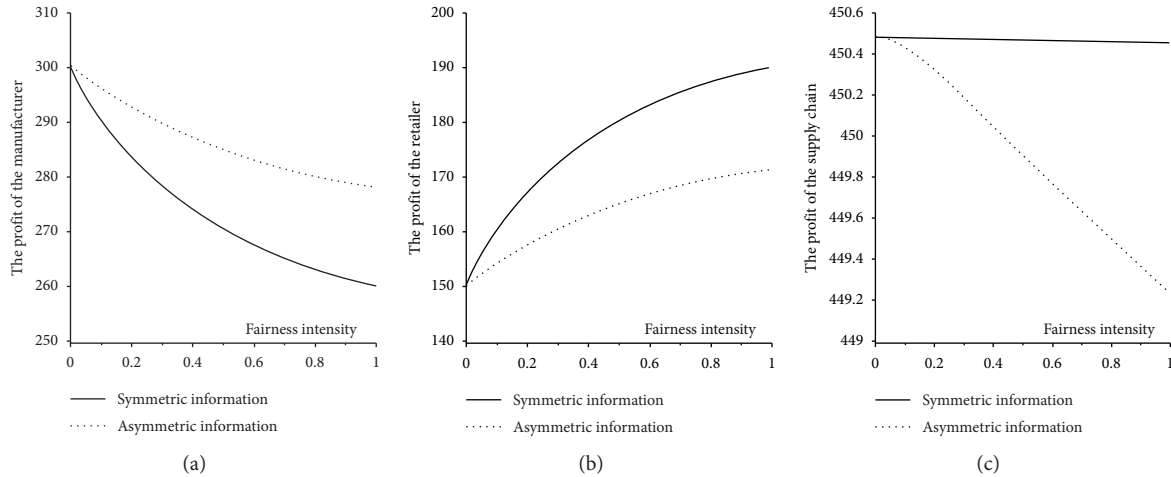 The profit of the manufacturer
310
300
290
280
270
260
250
Fairness intensity
0 0.2 0.4 0.6 0.8 1
Symmetric information
Asymmetric information
(a)
The profit of the retailer
200
190
180
170
160
150
140
Fairness intensity
0 0.2 0.4 0.6 0.8 1
Symmetric information
Asymmetric information
(b)
The profit of the supply chain
450.6
450.4
450.2
450
449.8
449.6
449.4
449.2
449
Fairness intensity
0 0.2 0.4 0.6 0.8 1
Symmetric information
Asymmetric information
(c)